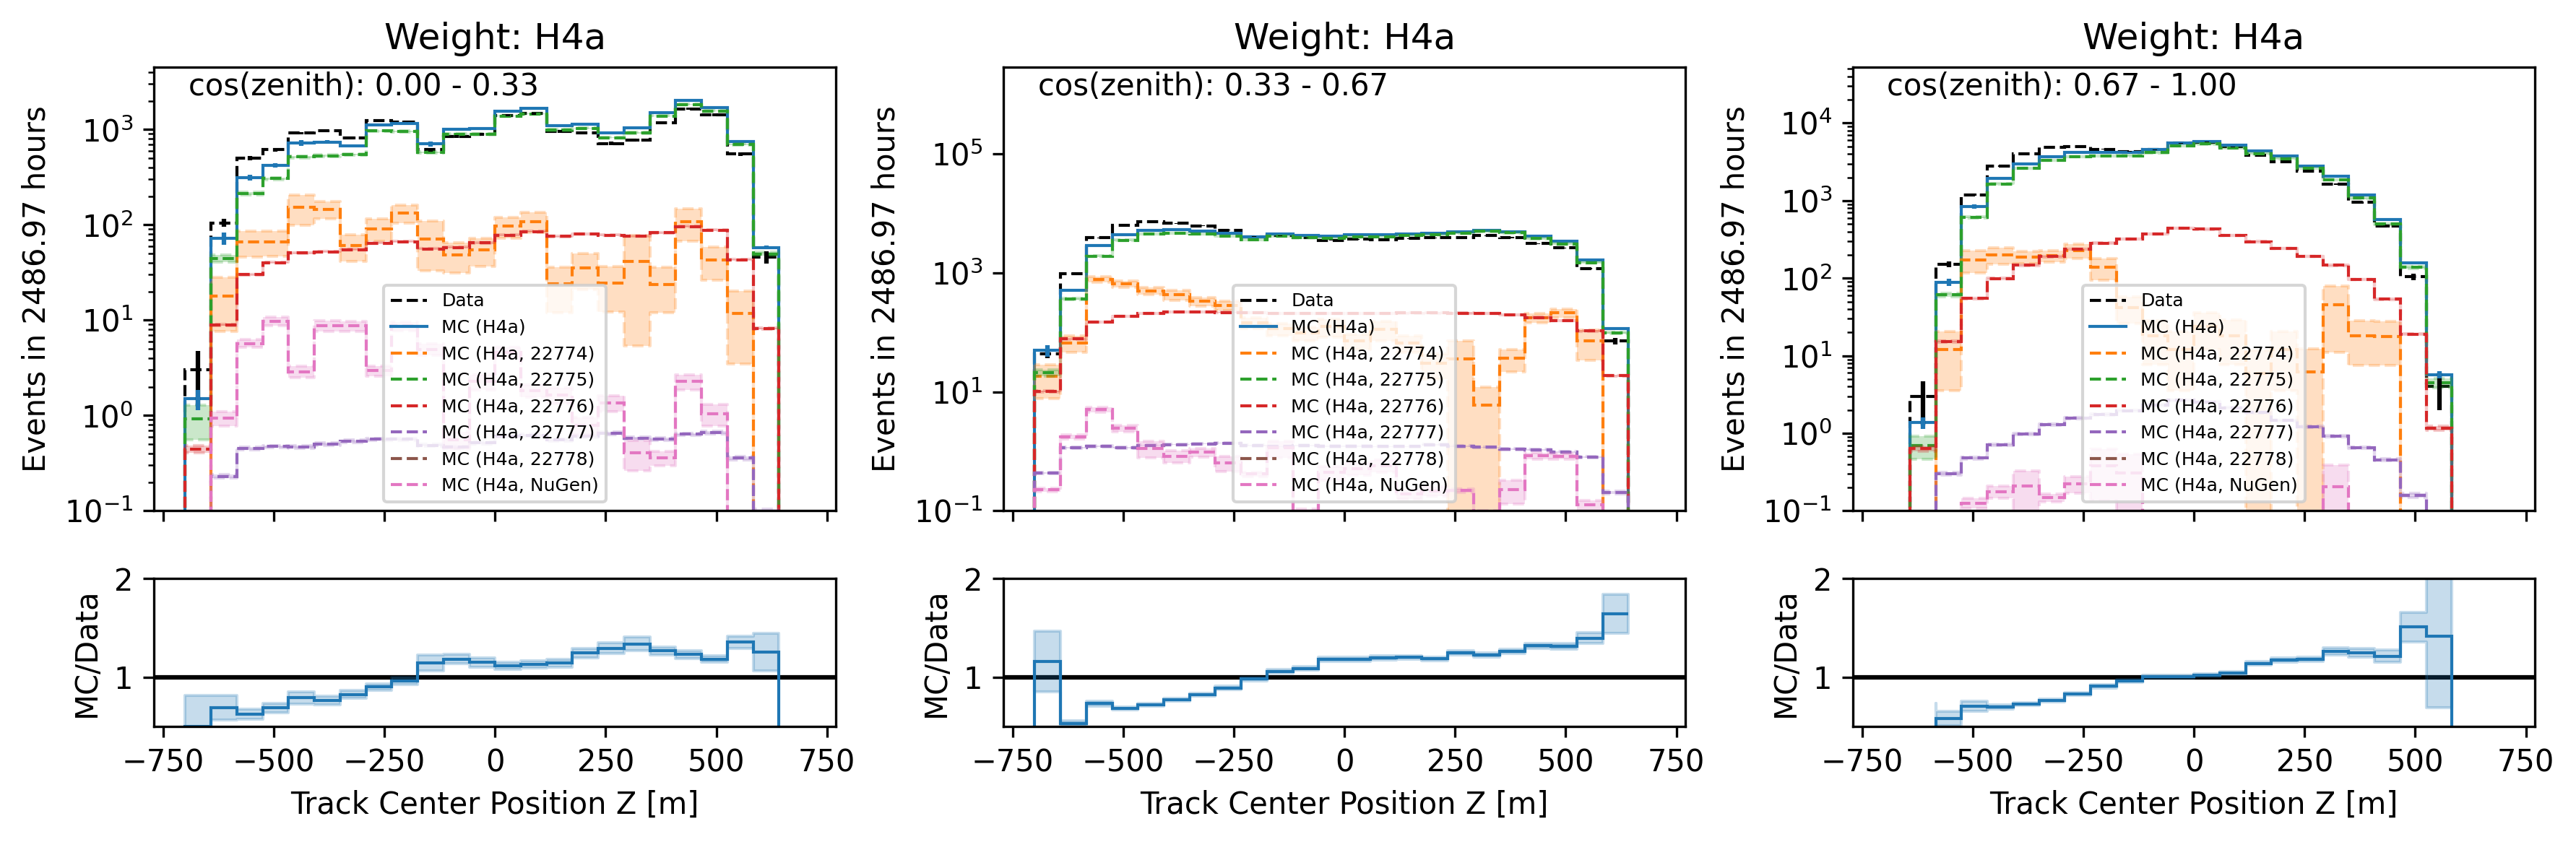 Weight: H4a
cos(zenith): 0.00 - 0.33
Events in 2486.97 hours
10³
10²
10¹
10⁰
10⁻¹
Data
MC (H4a)
MC (H4a, 22774)
MC (H4a, 22775)
MC (H4a, 22776)
MC (H4a, 22777)
MC (H4a, 22778)
MC (H4a, NuGen)
MC/Data
2
1
−750 −500 −250 0 250 500 750
Track Center Position Z [m]
Weight: H4a
cos(zenith): 0.33 - 0.67
Events in 2486.97 hours
10⁵
10³
10¹
10⁻¹
Data
MC (H4a)
MC (H4a, 22774)
MC (H4a, 22775)
MC (H4a, 22776)
MC (H4a, 22777)
MC (H4a, 22778)
MC (H4a, NuGen)
MC/Data
2
1
−750 −500 −250 0 250 500 750
Track Center Position Z [m]
Weight: H4a
cos(zenith): 0.67 - 1.00
Events in 2486.97 hours
10⁴
10³
10²
10¹
10⁰
10⁻¹
Data
MC (H4a)
MC (H4a, 22774)
MC (H4a, 22775)
MC (H4a, 22776)
MC (H4a, 22777)
MC (H4a, 22778)
MC (H4a, NuGen)
MC/Data
2
1
−750 −500 −250 0 250 500 750
Track Center Position Z [m]